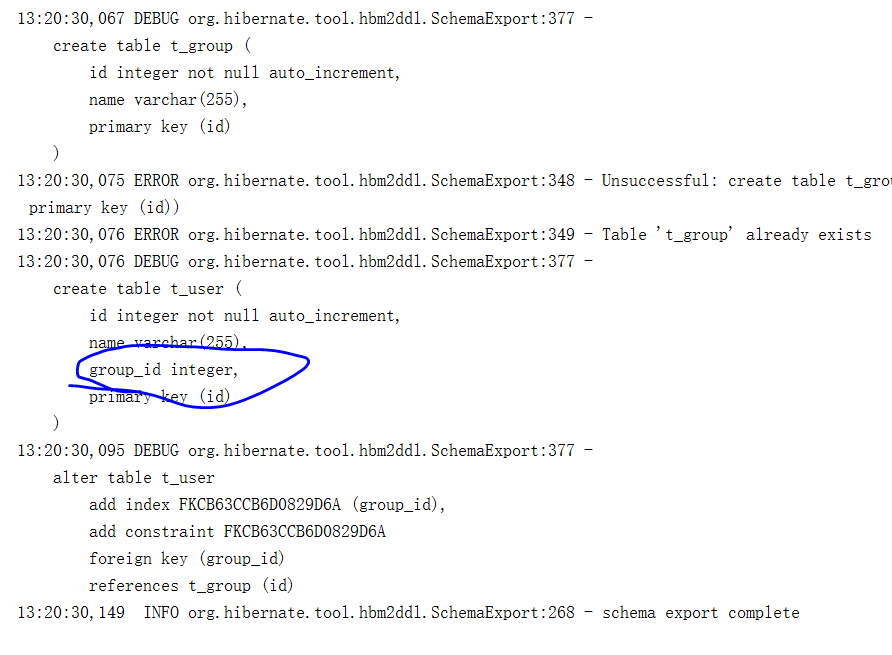 13:20:30,067 DEBUG org.hibernate.tool.hbm2ddl.SchemaExport:377 -
create table t_group (
id integer not null auto_increment,
name varchar(255),
primary key (id)
)
13:20:30,075 ERROR org.hibernate.tool.hbm2ddl.SchemaExport:348 - Unsuccessful: create table t_grou
primary key (id))
13:20:30,076 ERROR org.hibernate.tool.hbm2ddl.SchemaExport:349 - Table 't_group' already exists
13:20:30,076 DEBUG org.hibernate.tool.hbm2ddl.SchemaExport:377 -
create table t_user (
id integer not null auto_increment,
name varchar(255),
group_id integer,
primary key (id)
)
13:20:30,095 DEBUG org.hibernate.tool.hbm2ddl.SchemaExport:377 -
alter table t_user
add index FKCB63CCB6D0829D6A (group_id),
add constraint FKCB63CCB6D0829D6A
foreign key (group_id)
references t_group (id)
13:20:30,149  INFO org.hibernate.tool.hbm2ddl.SchemaExport:268 - schema export complete